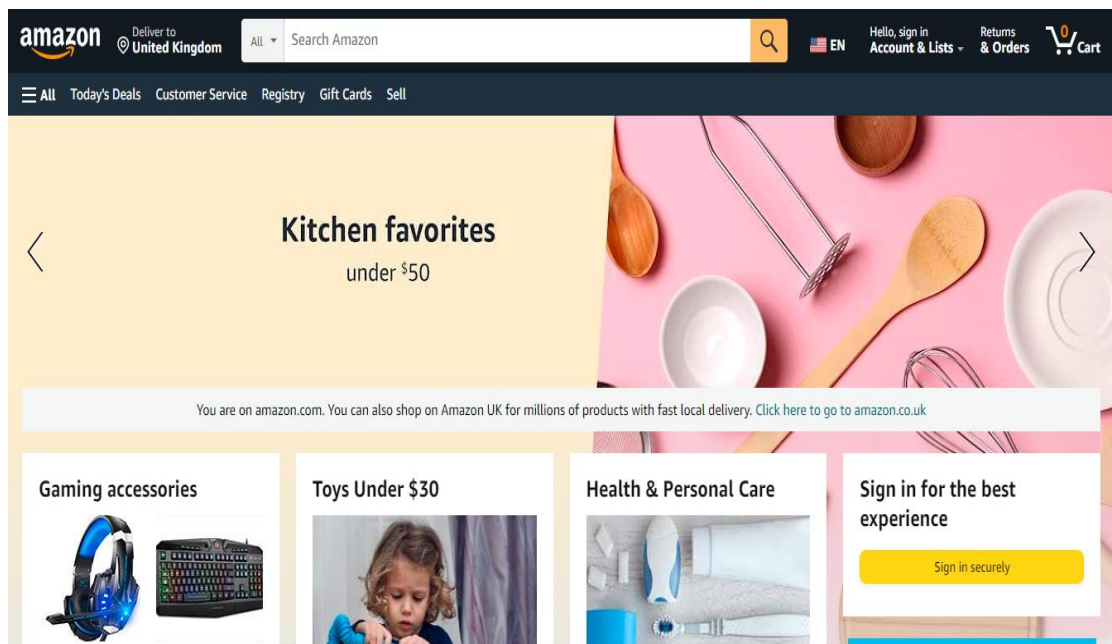 amazon
Deliver to
United Kingdom
All
Search Amazon
EN
Hello, sign in
Account & Lists
Returns
& Orders
0
Cart
All Today's Deals Customer Service Registry Gift Cards Sell
Kitchen favorites
under $50
You are on amazon.com. You can also shop on Amazon UK for millions of products with fast local delivery. Click here to go to amazon.co.uk
Gaming accessories
Toys Under $30
Health & Personal Care
Sign in for the best
experience
Sign in securely